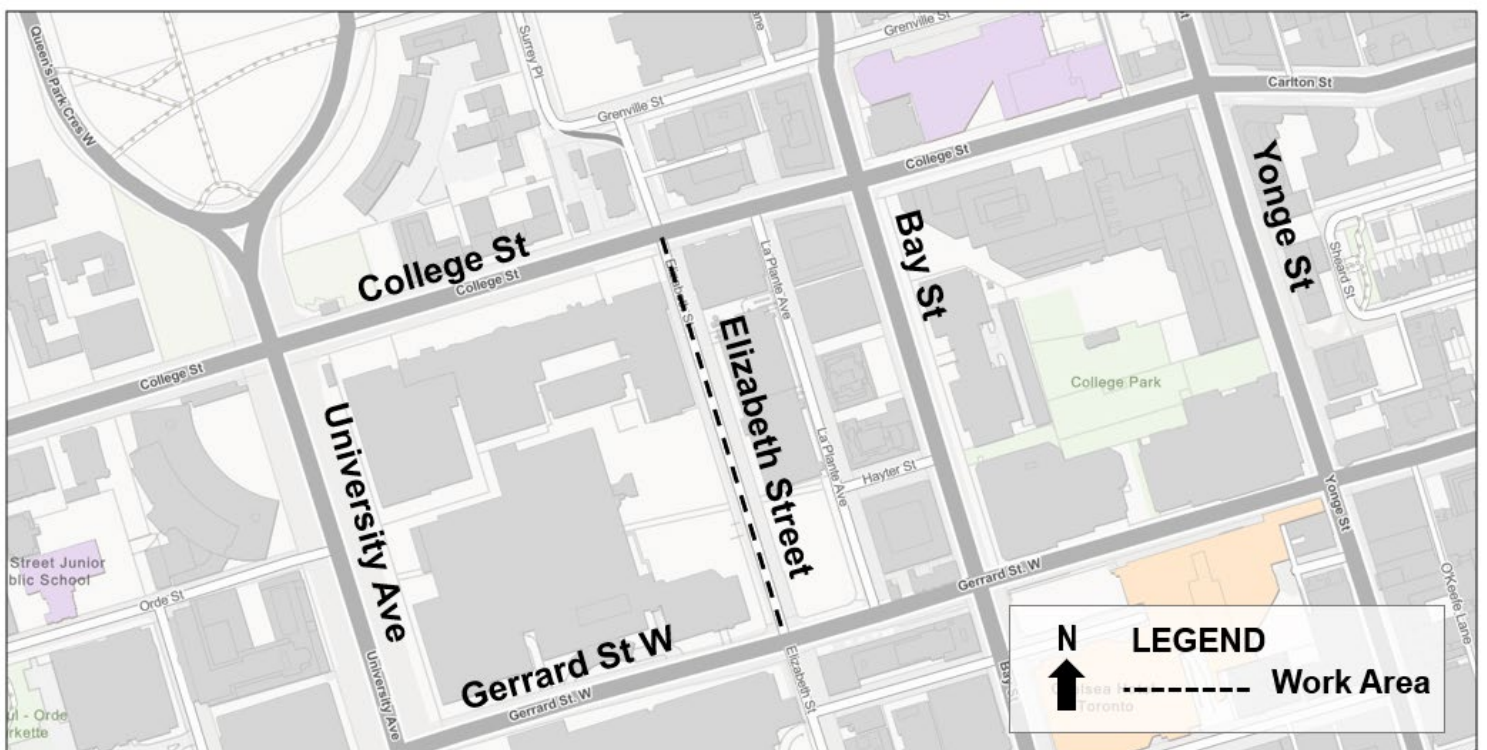 Queen's Park Cres W
Surrey Pl
Grenville St
Grenville St
Carlton St
College St
College St
College St
College St
Yonge St
Bay St
Elizabeth St
La Plante Ave
Sheard St
Elizabeth Street
College Park
University Ave
La Plante Ave
Hayter St
Yonge St
Street Junior
blic School
Orde St
Gerrard St. W
O'Keefe Lane
Gerrard St W
Gerrard St. W
University Ave
Elizabeth St
Bay St
Toronto
N
LEGEND
Work Area